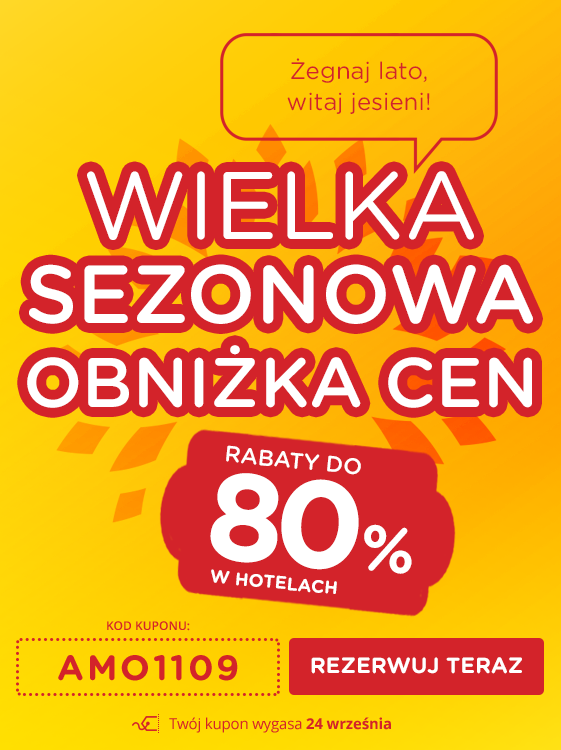 Żegnaj lato,
witaj jesieni!
WIELKA
SEZONOWA
OBNIŻKA CEN
RABATY DO
80%
W HOTELACH
KOD KUPONU:
AMO1109
REZERWUJ TERAZ
Twój kupon wygasa 24 września